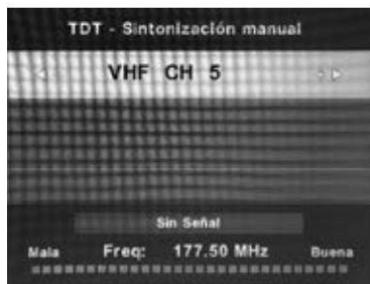 TDT - Sintonización manual
VHF CH 5
Sin Señal
Mala Freq: 177.50 MHz Buena